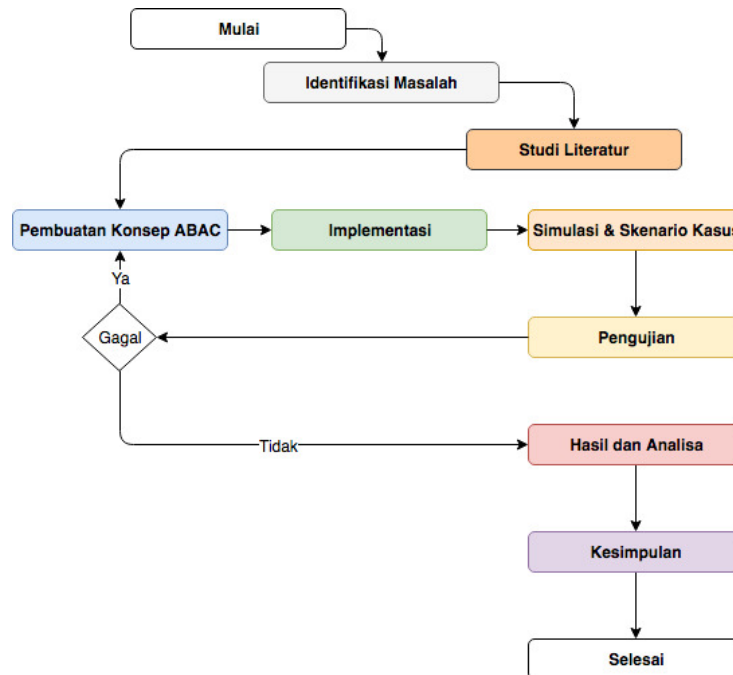 Mulai
Identifikasi Masalah
Studi Literatur
Pembuatan Konsep ABAC
Implementasi
Simulasi & Skenario Kasus
Ya
Gagal
Pengujian
Tidak
Hasil dan Analisa
Kesimpulan
Selesai